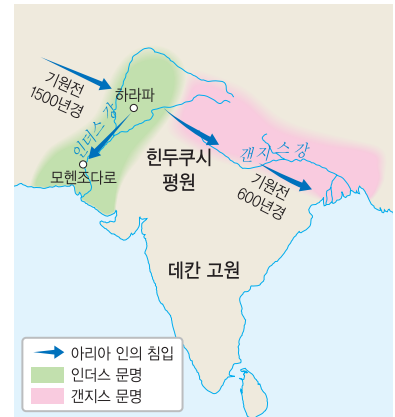 기원전
1500년경
하라파
인더스 강
모헨조다로
힌두쿠시
평원
갠지스 강
기원전
600년경
데칸 고원
아리아 인의 침입
인더스 문명
갠지스 문명